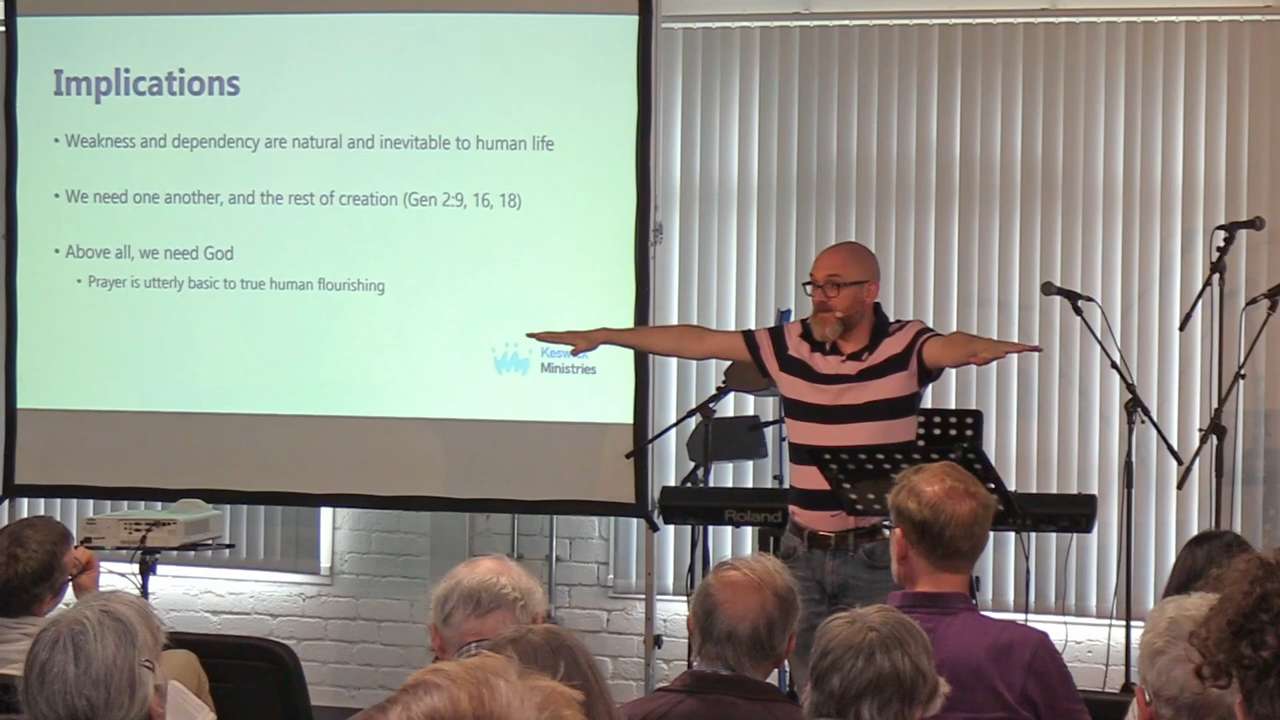 Implications
• Weakness and dependency are natural and inevitable to human life
• We need one another, and the rest of creation (Gen 2:9, 16, 18)
• Above all, we need God
• Prayer is utterly basic to true human flourishing
Keswick
Ministries
Roland